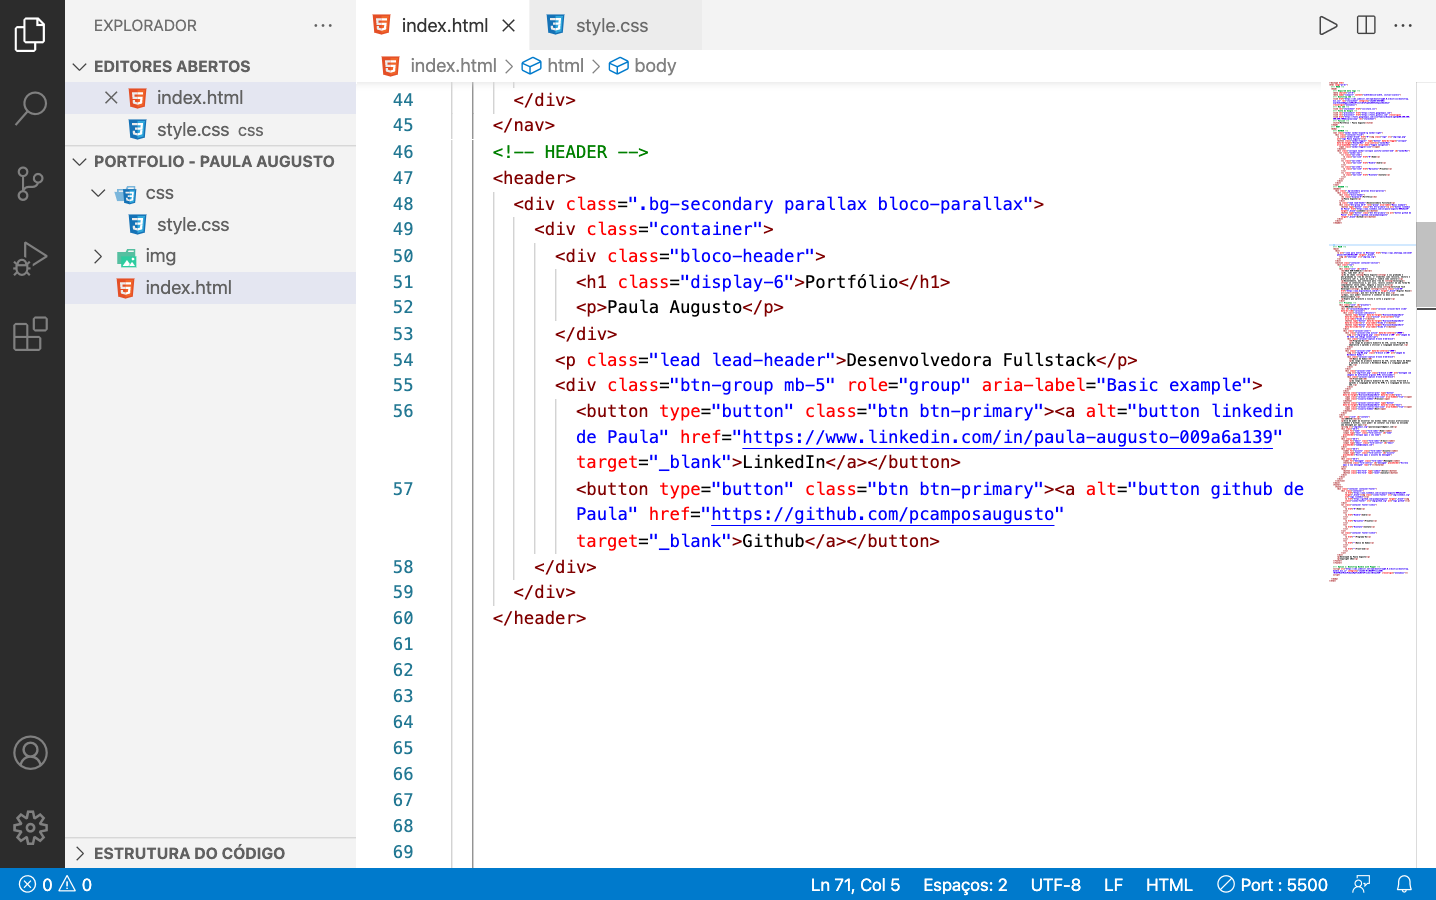 EXPLORADOR
EDITORES ABERTOS
index.html
style.css css
PORTFOLIO - PAULA AUGUSTO
css
style.css
img
index.html
ESTRUTURA DO CÓDIGO
index.html
style.css
index.html > html > body
44 </div>
45 </nav>
46 <!-- HEADER -->
47 <header>
48 <div class=".bg-secondary parallax bloco-parallax">
49 <div class="container">
50 <div class="bloco-header">
51 <h1 class="display-6">Portfólio</h1>
52 <p>Paula Augusto</p>
53 </div>
54 <p class="lead lead-header">Desenvolvedora Fullstack</p>
55 <div class="btn-group mb-5" role="group" aria-label="Basic example">
56 <button type="button" class="btn btn-primary"><a alt="button linkedin
de Paula" href="https://www.linkedin.com/in/paula-augusto-009a6a139"
target="_blank">LinkedIn</a></button>
57 <button type="button" class="btn btn-primary"><a alt="button github de
Paula" href="https://github.com/pcamposaugusto"
target="_blank">Github</a></button>
58 </div>
59 </div>
60 </header>
61
62
63
64
65
66
67
68
69
0 0 Ln 71, Col 5 Espaços: 2 UTF-8 LF HTML Port : 5500